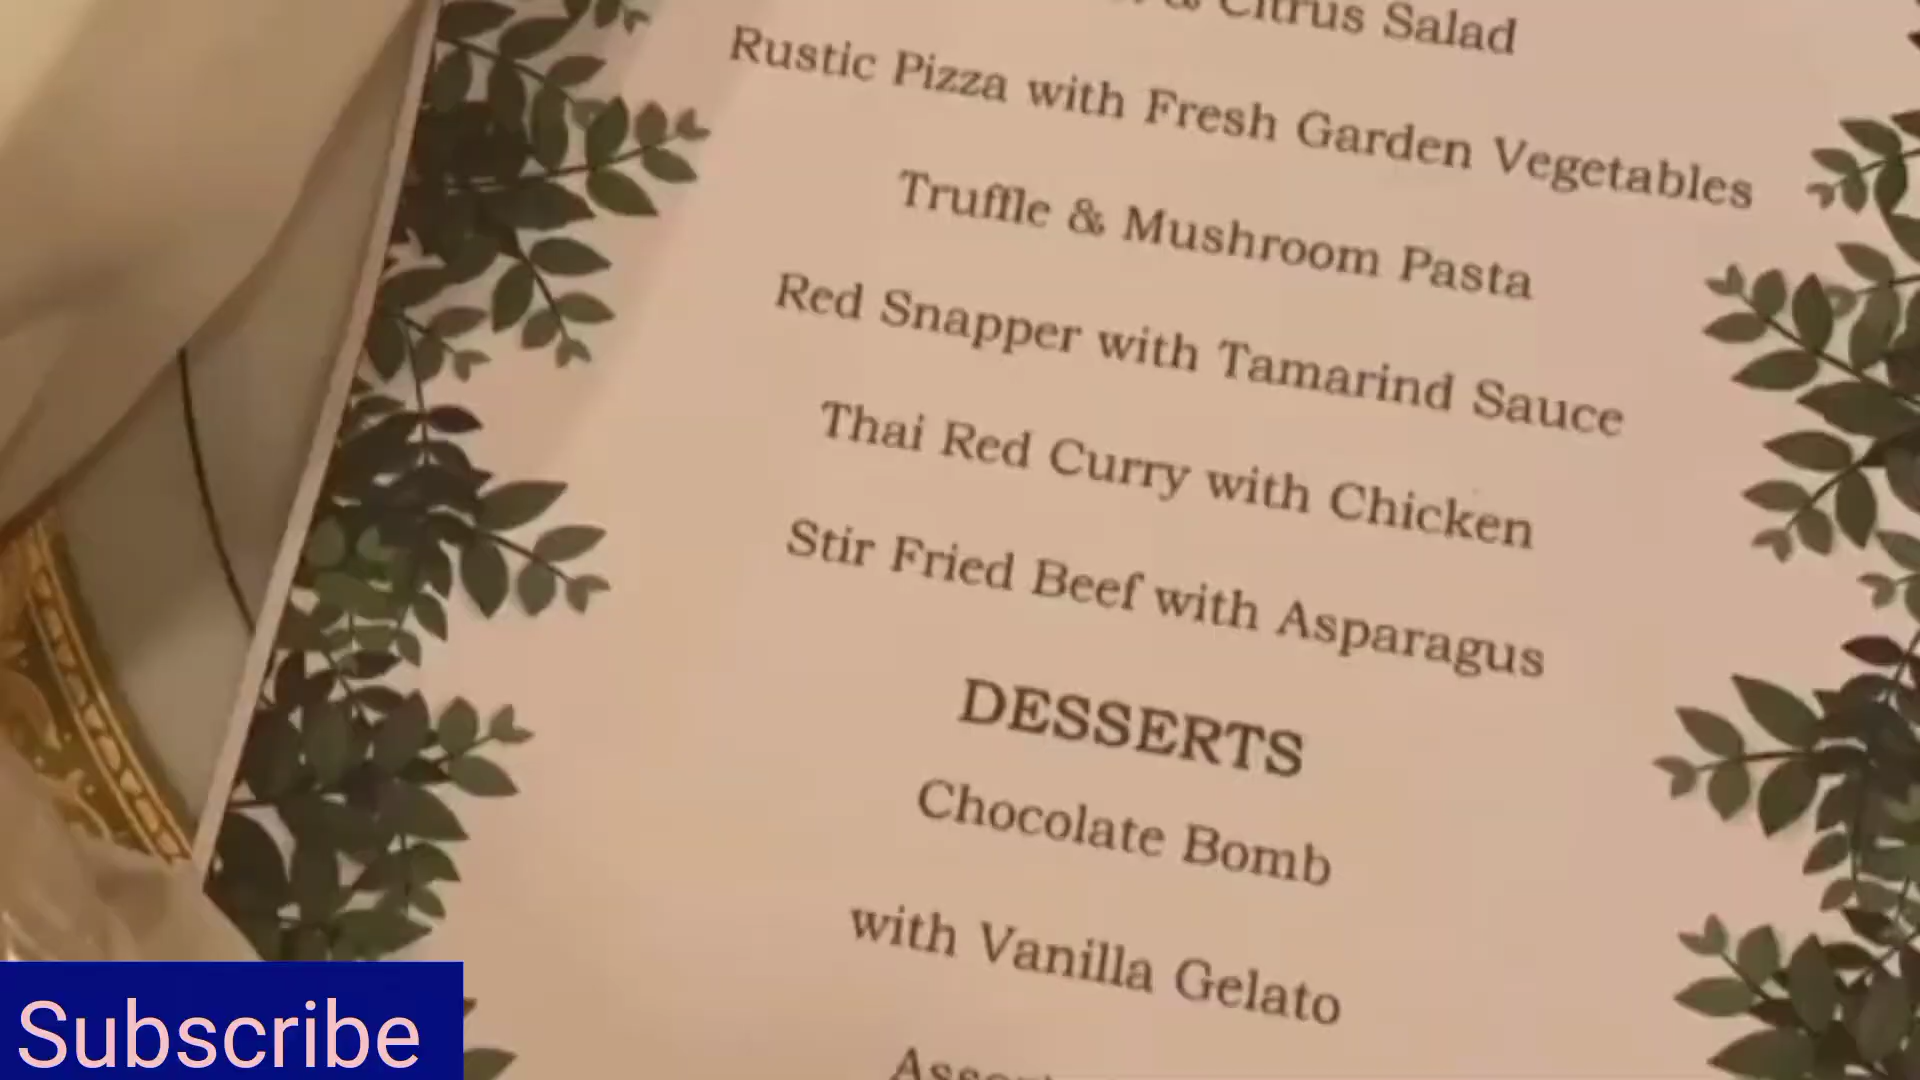 & Citrus Salad
Rustic Pizza with Fresh Garden Vegetables
Truffle & Mushroom Pasta
Red Snapper with Tamarind Sauce
Thai Red Curry with Chicken
Stir Fried Beef with Asparagus
DESSERTS
Chocolate Bomb
with Vanilla Gelato
Subscribe